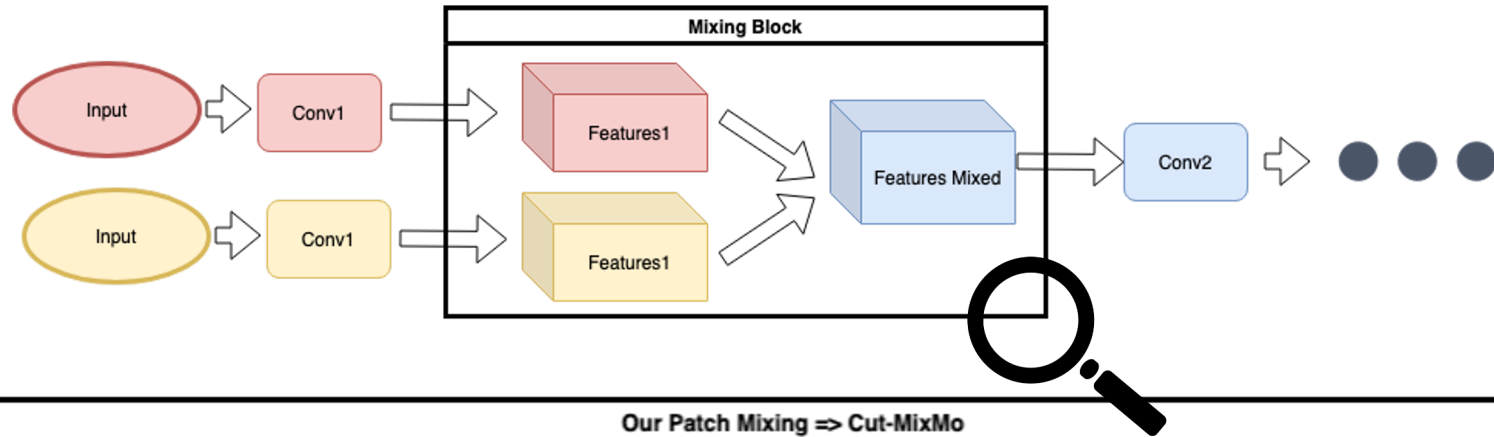 Mixing Block
Input
Conv1
Features1
Features Mixed
Conv2
Input
Conv1
Features1
Our Patch Mixing => Cut-MixMo